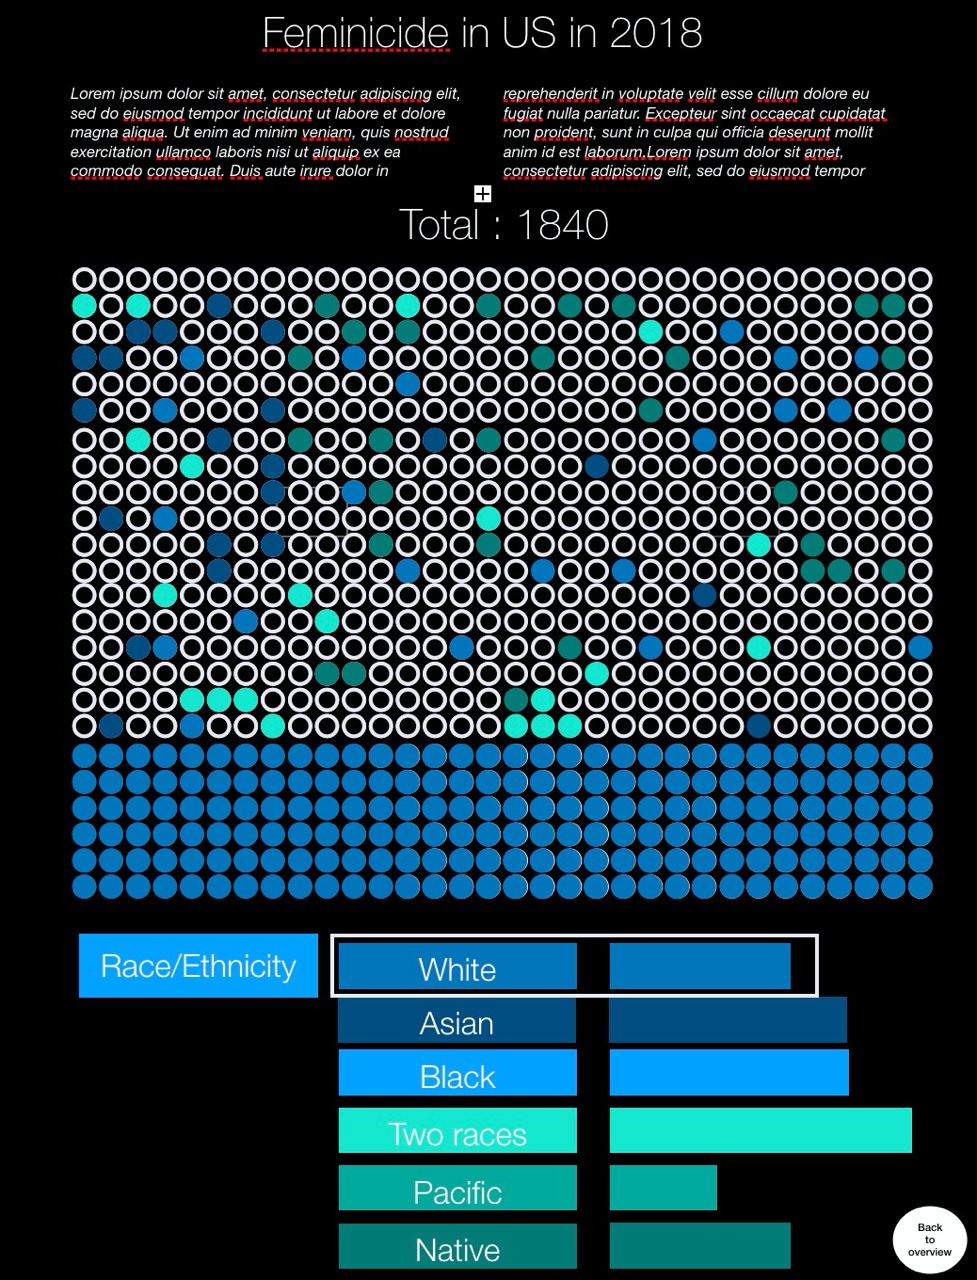 Feminicide in US in 2018
Lorem ipsum dolor sit amet, consectetur adipiscing elit,
sed do eiusmod tempor incididunt ut labore et dolore
magna aliqua. Ut enim ad minim veniam, quis nostrud
exercitation ullamco laboris nisi ut aliquip ex ea
commodo consequat. Duis aute irure dolor in
reprehenderit in voluptate velit esse cillum dolore eu
fugiat nulla pariatur. Excepteur sint occaecat cupidatat
non proident, sunt in culpa qui officia deserunt mollit
anim id est laborum.Lorem ipsum dolor sit amet,
consectetur adipiscing elit, sed do eiusmod tempor
Total : 1840
Race/Ethnicity
White
Asian
Black
Two races
Pacific
Native
Back
to
overview